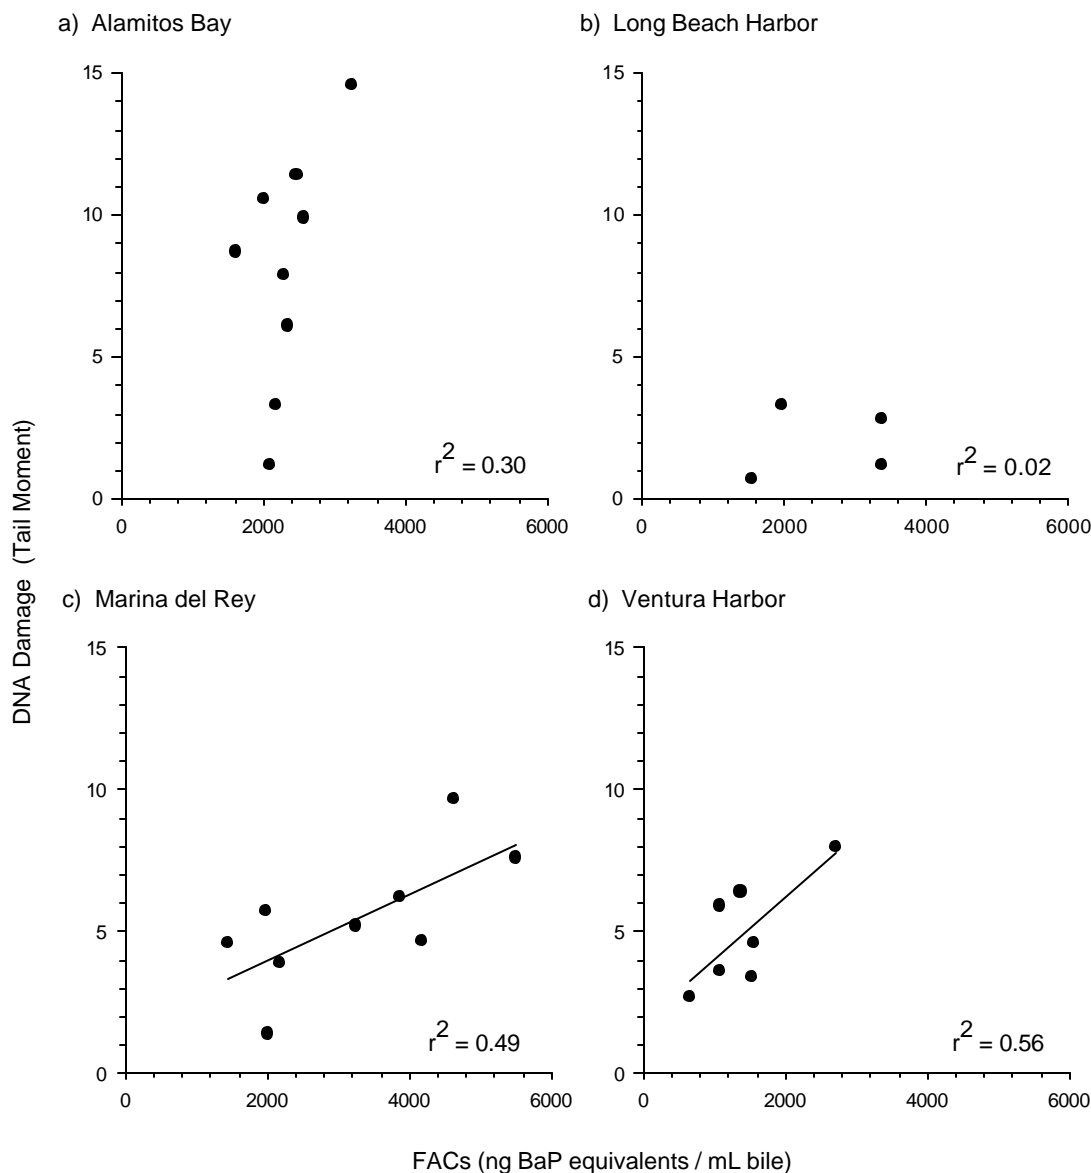 a) Alamitos Bay
b) Long Beach Harbor
15
10
5
0
r2 = 0.30
0 2000 4000 6000
15
10
5
0
r2 = 0.02
0 2000 4000 6000
DNA Damage (Tail Moment)
c) Marina del Rey
d) Ventura Harbor
15
10
5
0
r2 = 0.49
0 2000 4000 6000
15
10
5
0
r2 = 0.56
0 2000 4000 6000
FACs (ng BaP equivalents / mL bile)